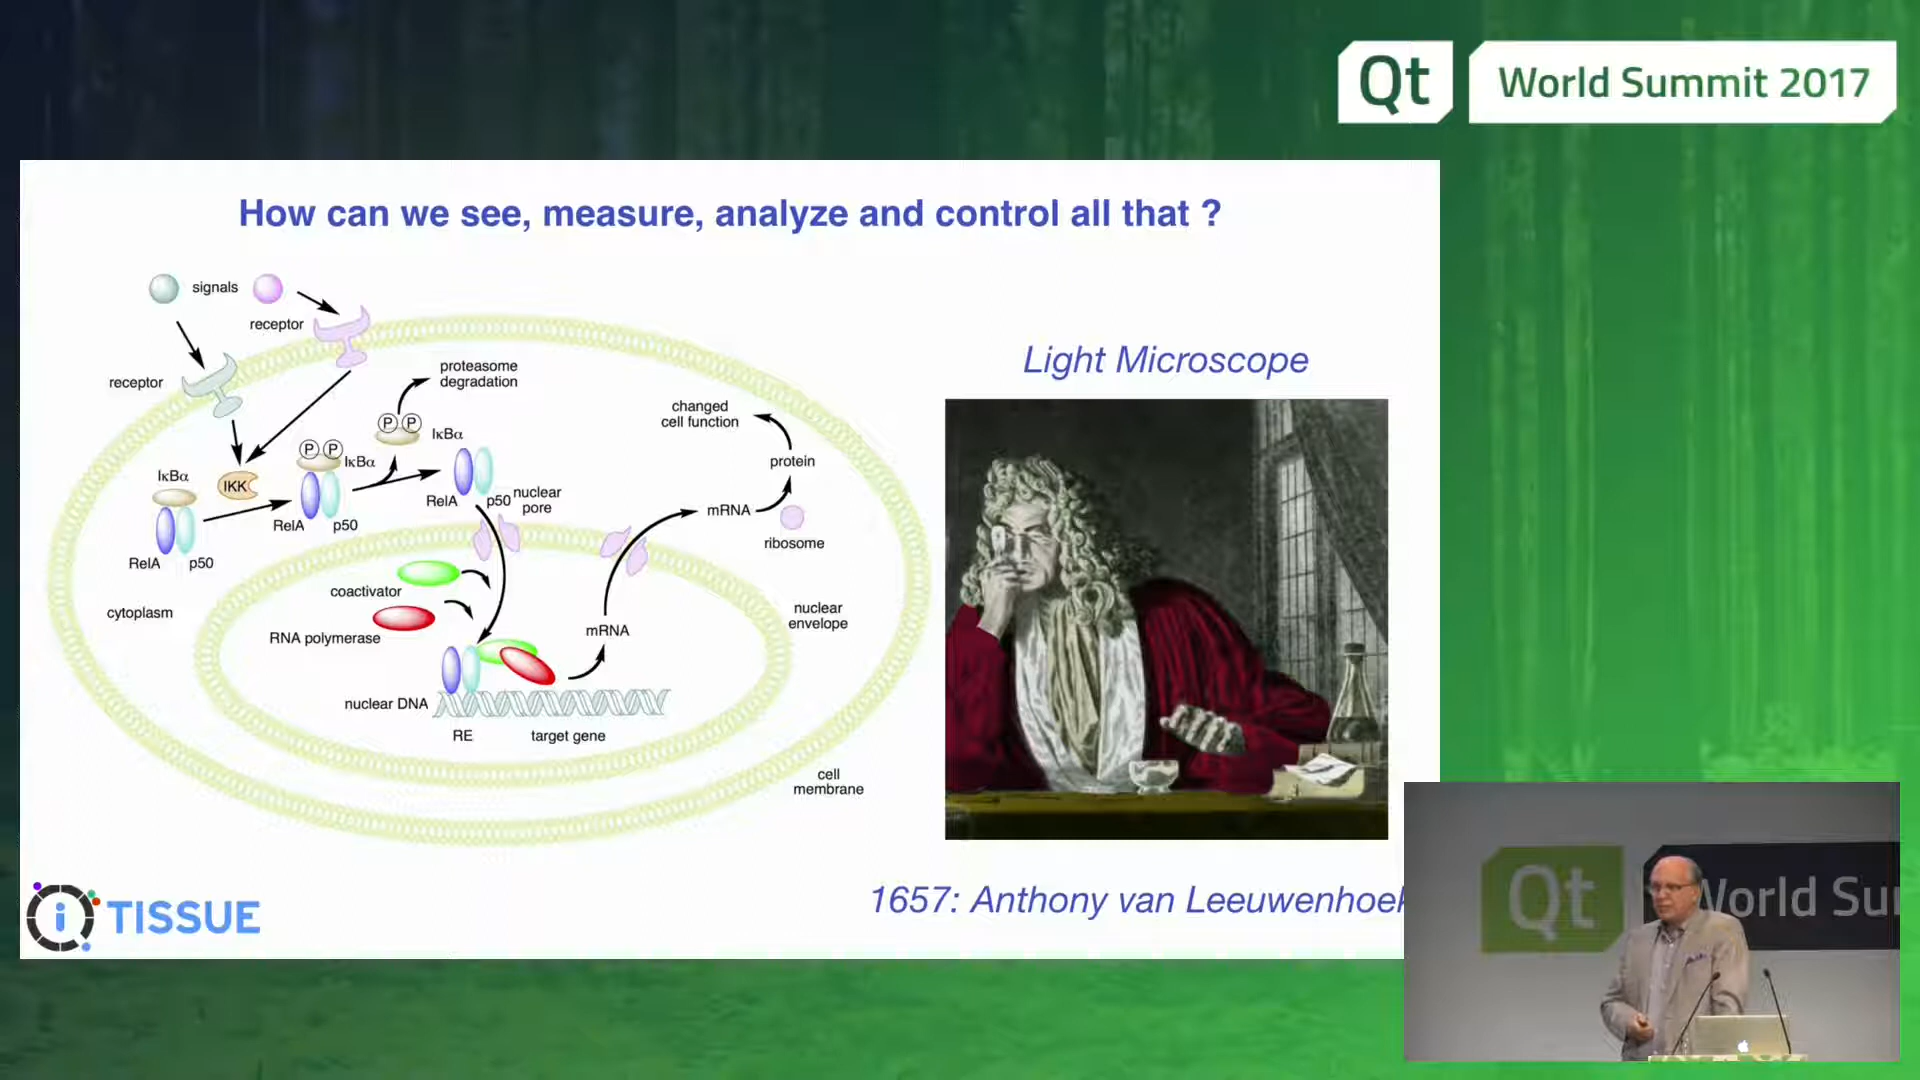 Qt World Summit 2017
How can we see, measure, analyze and control all that ?
signals
receptor
receptor
proteasome
degradation
P P
IκBα
P P
IκBα
IκBα
IKK
RelA p50
RelA p50
RelA p50
nuclear
pore
changed
cell function
protein
mRNA
ribosome
cytoplasm
coactivator
RNA polymerase
mRNA
nuclear
envelope
nuclear DNA
RE
target gene
cell
membrane
Light Microscope
1657: Anthony van Leeuwenhoek
i TISSUE
Qt World Su